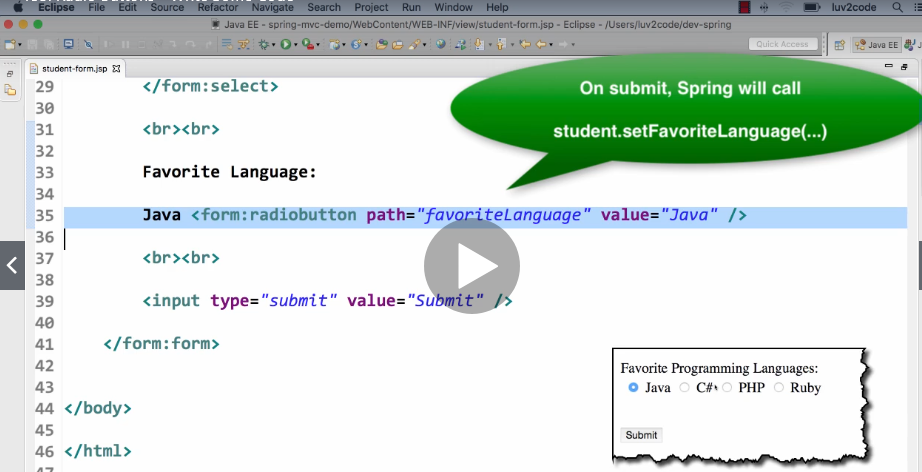 Eclipse File Edit Source Refactor Navigate Search Project Run Window Help luv2code
Java EE - spring-mvc-demo/WebContent/WEB-INF/view/student-form.jsp - Eclipse - /Users/luv2code/dev-spring
Quick Access Java EE
student-form.jsp
On submit, Spring will call
student.setFavoriteLanguage(...)
29 </form:select>
30
31 <br><br>
32
33 Favorite Language:
34
35 Java <form:radiobutton path="favoriteLanguage" value="Java" />
36
37 <br><br>
38
39 <input type="submit" value="Submit" />
40
41 </form:form>
42
43
44 </body>
45
46 </html>
47
Favorite Programming Languages:
Java C# PHP Ruby
Submit